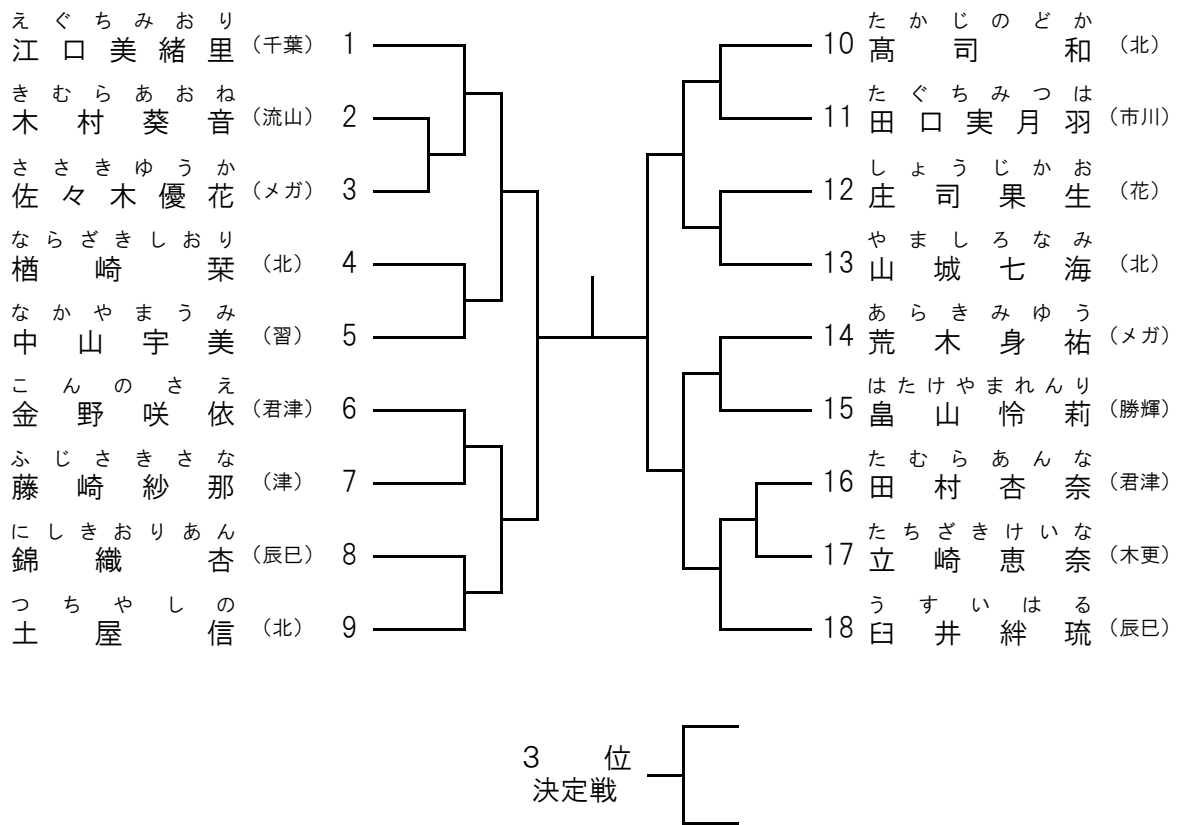 えぐちみおり
江口美緒里（千葉） 1
きむらあおね
木村葵音（流山） 2
ささきゆうか
佐々木優花（メガ） 3
ならざきしおり
楢崎栞（北） 4
なかやまうみ
中山宇美（習） 5
こんのさえ
金野咲依（君津） 6
ふじさきさな
藤崎紗那（津） 7
にしきおりあん
錦織杏（辰巳） 8
つちやしの
土屋信（北） 9
たかじのどか
10 髙司和（北）
たぐちみつは
11 田口実月羽（市川）
しょうじかお
12 庄司果生（花）
やましろなみ
13 山城七海（北）
あらきみゆう
14 荒木身祐（メガ）
はたけやまれんり
15 畠山怜莉（勝輝）
たむらあんな
16 田村杏奈（君津）
たちざきけいな
17 立崎恵奈（木更）
うすいはる
18 臼井絆琉（辰巳）
3位
決定戦